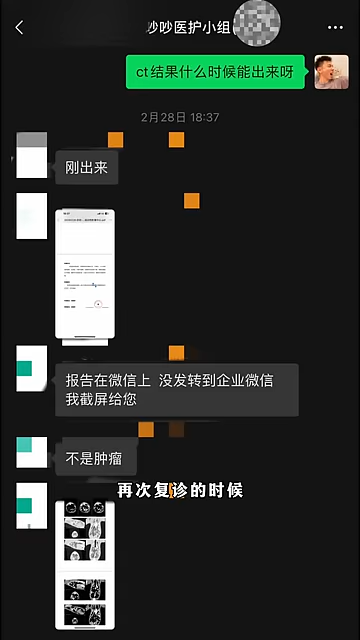 吵吵医护小组
ct结果什么时候能出来呀
2月28日 18:37
刚出来
报告在微信上 没发转到企业微信
我截屏给您
不是肿瘤
再次复诊的时候